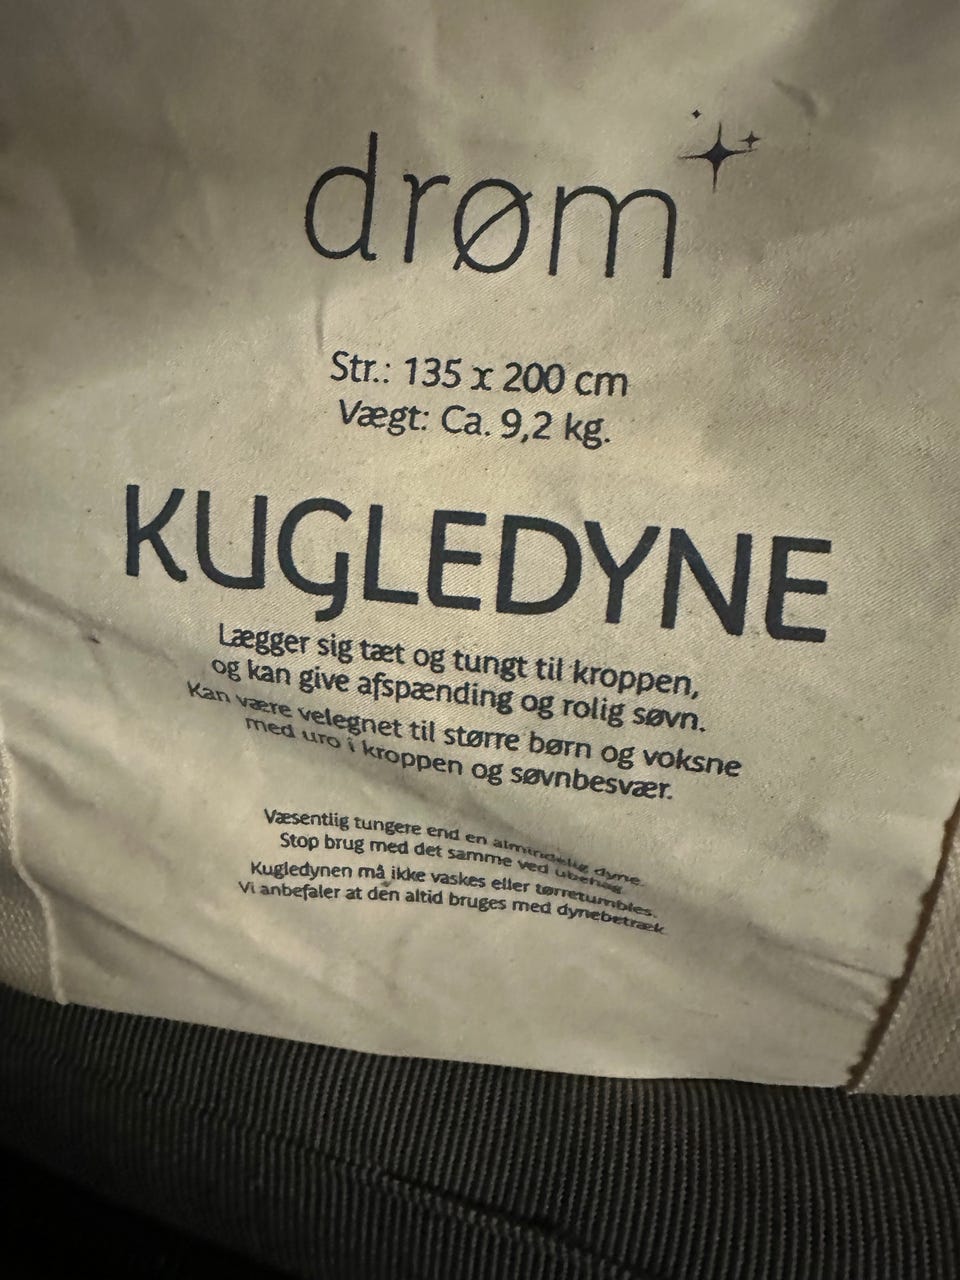 drøm
Str.: 135 x 200 cm
Vægt: Ca. 9,2 kg.
KUGLEDYNE
Lægger sig tæt og tungt til kroppen,
og kan give afspænding og rolig søvn.
Kan være velegnet til større børn og voksne
med uro i kroppen og søvnbesvær.
Væsentlig tungere end en almindelig dyne.
Stop brug med det samme ved ubehag.
Kugledynen må ikke vaskes eller tørretumbles.
Vi anbefaler at den altid bruges med dynebetræk.